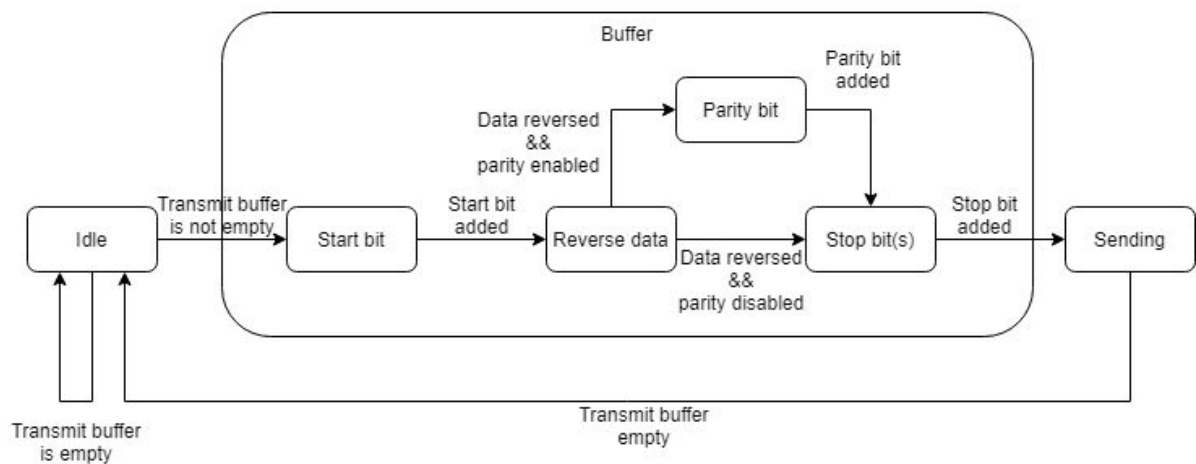 Buffer
Parity bit
added
Parity bit
Data reversed
&&
parity enabled
Transmit buffer
is not empty
Start bit
added
Stop bit
added
Idle
Start bit
Reverse data
Stop bit(s)
Sending
Data reversed
&&
parity disabled
Transmit buffer
is empty
Transmit buffer
empty